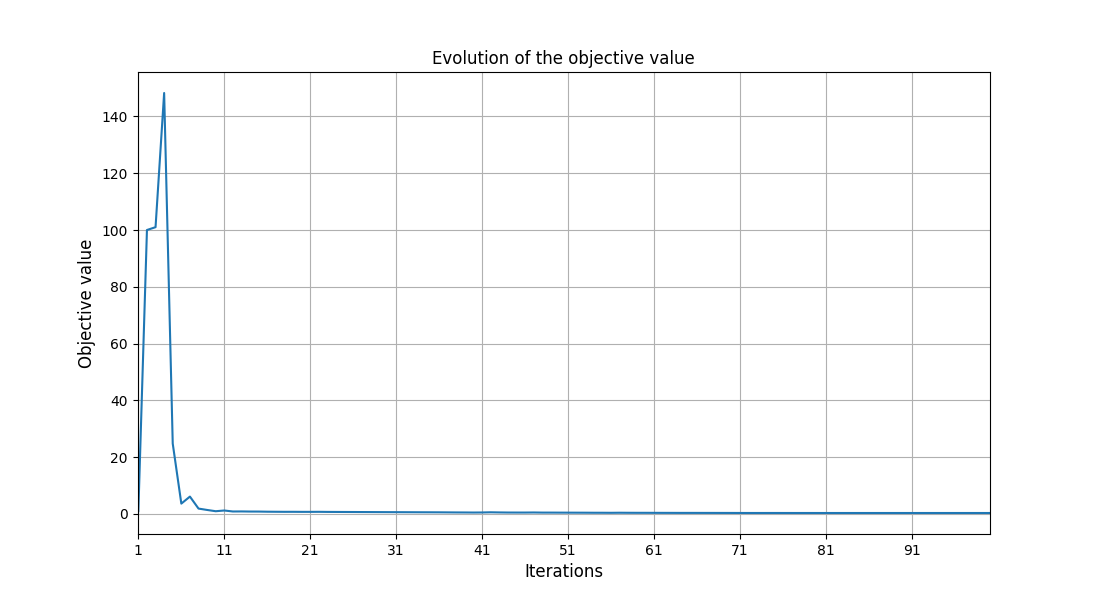 Evolution of the objective value
Objective value
140
120
100
80
60
40
20
0
1 11 21 31 41 51 61 71 81 91
Iterations